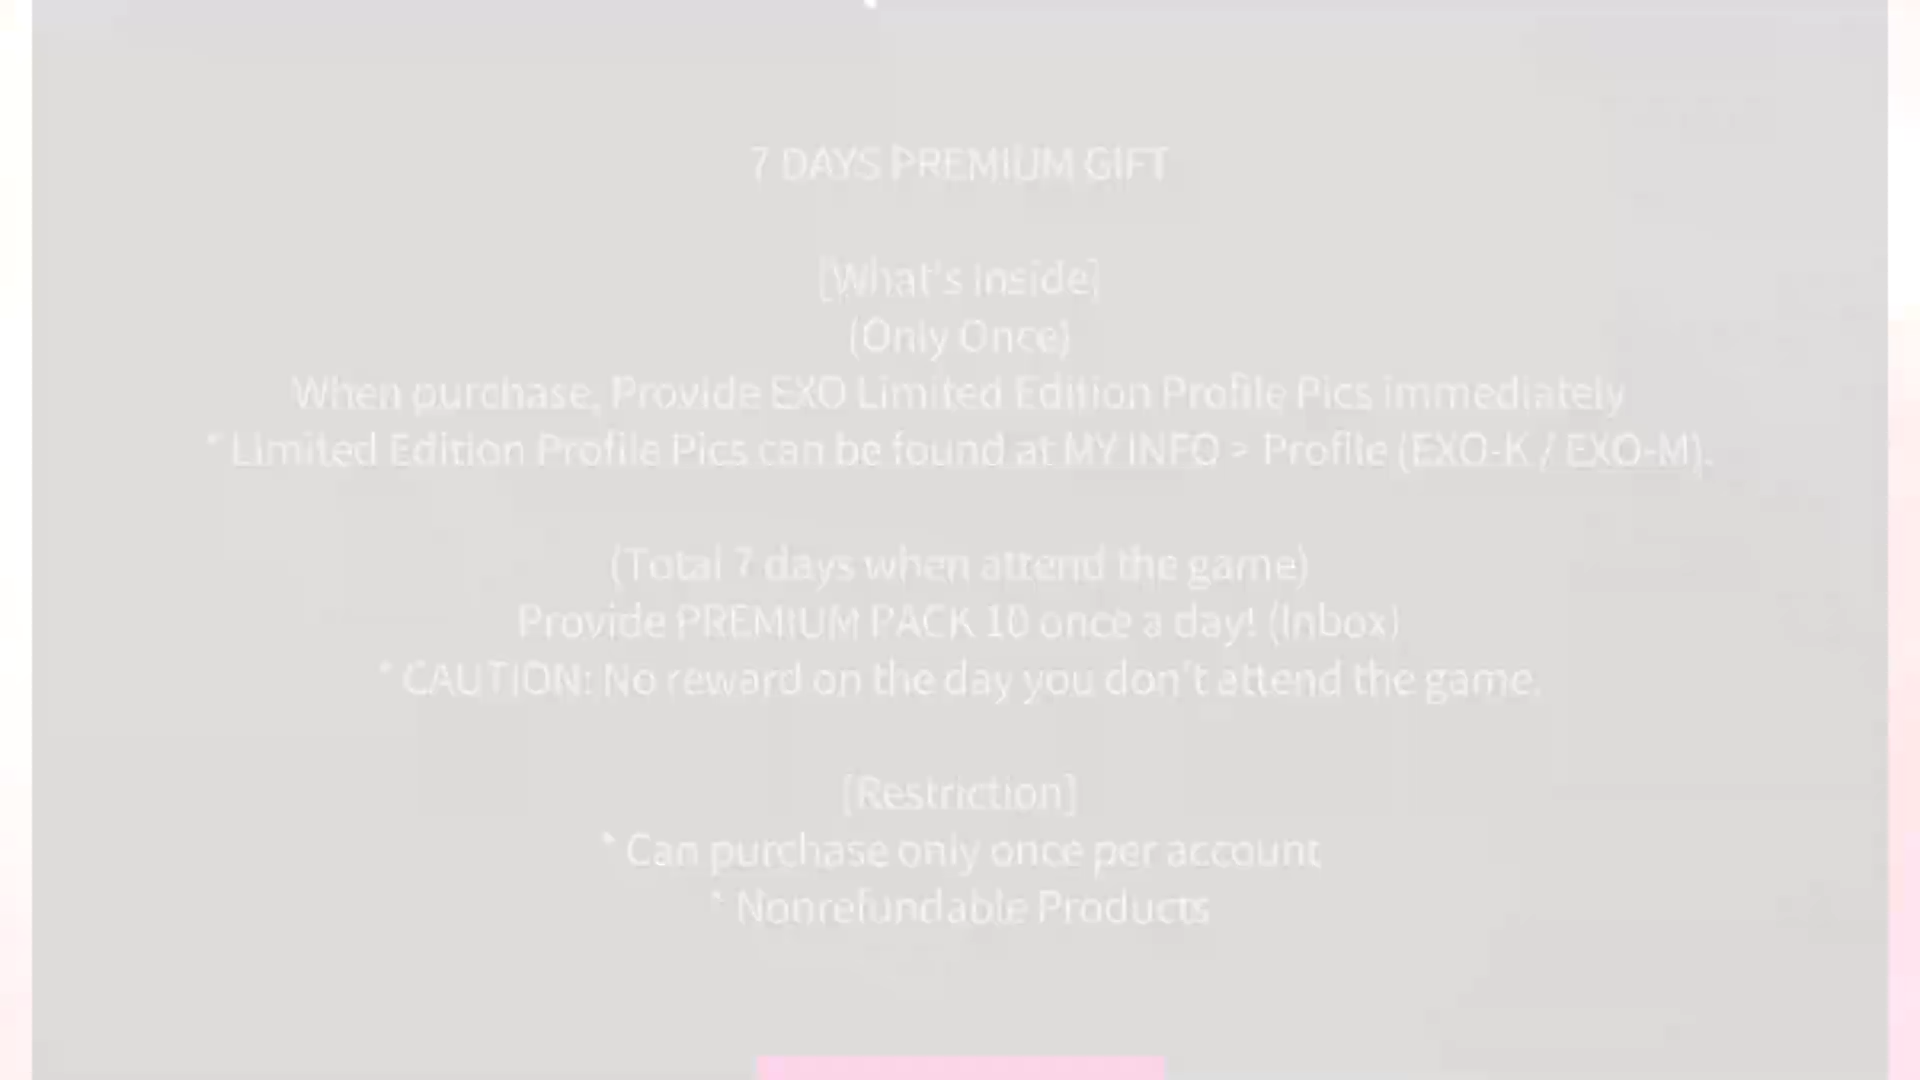 7 DAYS PREMIUM GIFT
[What's Inside]
(Only Once)
When purchase, Provide EXO Limited Edition Profile Pics immediately
* Limited Edition Profile Pics can be found at MY INFO > Profile (EXO-K / EXO-M).
(Total 7 days when attend the game)
Provide PREMIUM PACK 10 once a day! (Inbox)
* CAUTION: No reward on the day you don't attend the game.
[Restriction]
* Can purchase only once per account
* Nonrefundable Products